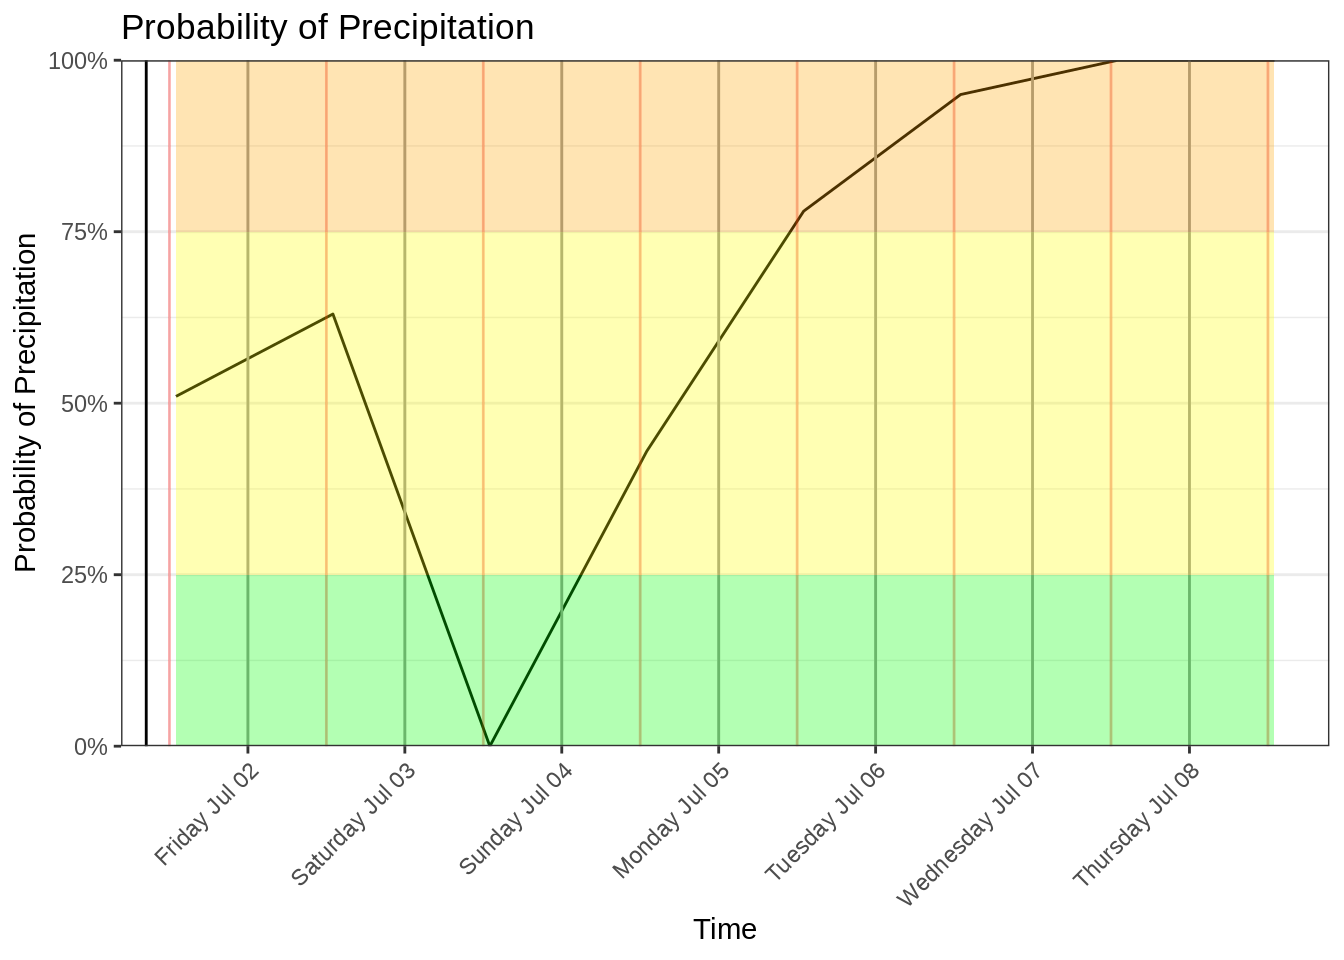 Probability of Precipitation
Probability of Precipitation
100%
75%
50%
25%
0%
Friday Jul 02
Saturday Jul 03
Sunday Jul 04
Monday Jul 05
Tuesday Jul 06
Wednesday Jul 07
Thursday Jul 08
Time